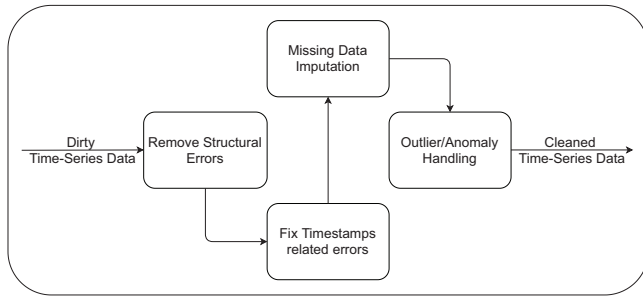 Dirty
Time-Series Data
Remove Structural
Errors
Fix Timestamps
related errors
Missing Data
Imputation
Outlier/Anomaly
Handling
Cleaned
Time-Series Data